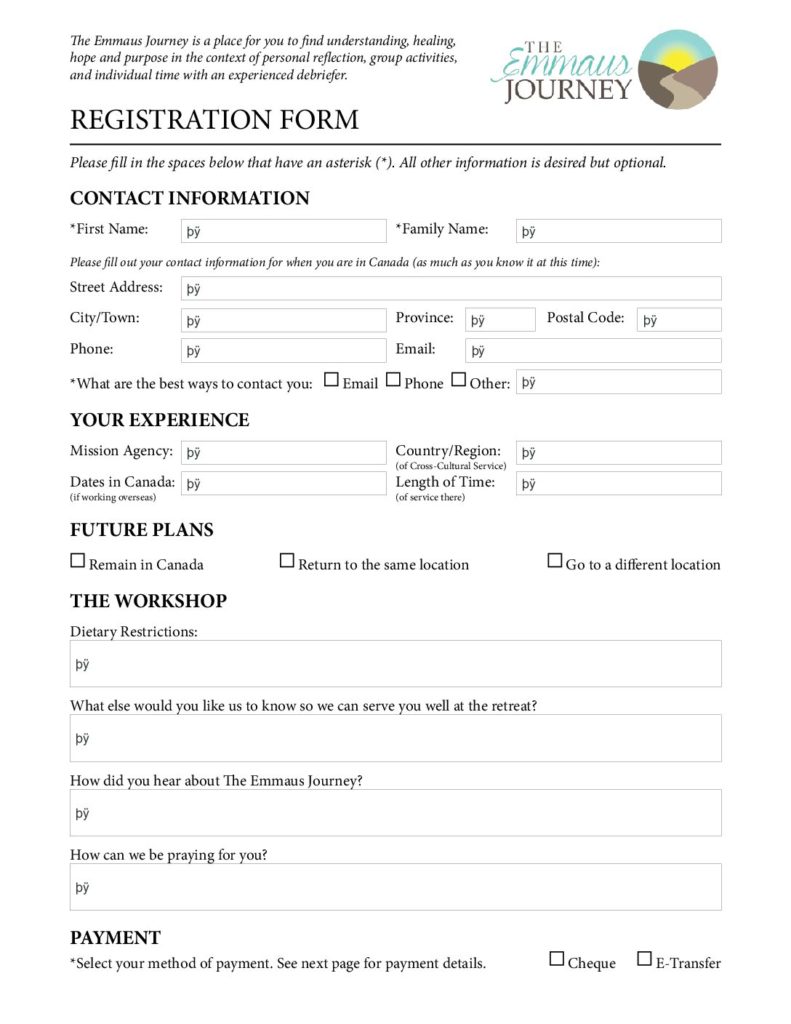 The Emmaus Journey is a place for you to find understanding, healing,
hope and purpose in the context of personal reflection, group activities,
and individual time with an experienced debriefer.
THE
Emmaus
JOURNEY
REGISTRATION FORM
Please fill in the spaces below that have an asterisk (*). All other information is desired but optional.
CONTACT INFORMATION
*First Name: þÿ *Family Name: þÿ
Please fill out your contact information for when you are in Canada (as much as you know it at this time):
Street Address: þÿ
City/Town: þÿ Province: þÿ Postal Code: þÿ
Phone: þÿ Email: þÿ
*What are the best ways to contact you: ☐ Email ☐ Phone ☐ Other: þÿ
YOUR EXPERIENCE
Mission Agency: þÿ Country/Region: þÿ
(of Cross-Cultural Service)
Dates in Canada: þÿ Length of Time: þÿ
(if working overseas) (of service there)
FUTURE PLANS
☐ Remain in Canada ☐ Return to the same location ☐ Go to a different location
THE WORKSHOP
Dietary Restrictions:
þÿ
What else would you like us to know so we can serve you well at the retreat?
þÿ
How did you hear about The Emmaus Journey?
þÿ
How can we be praying for you?
þÿ
PAYMENT
*Select your method of payment. See next page for payment details. ☐ Cheque ☐ E-Transfer